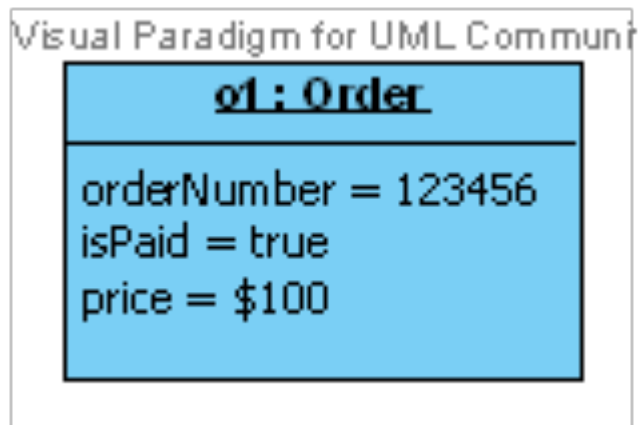 Visual Paradigm for UML Communi
o1 : Order
orderNumber = 123456
isPaid = true
price = $100